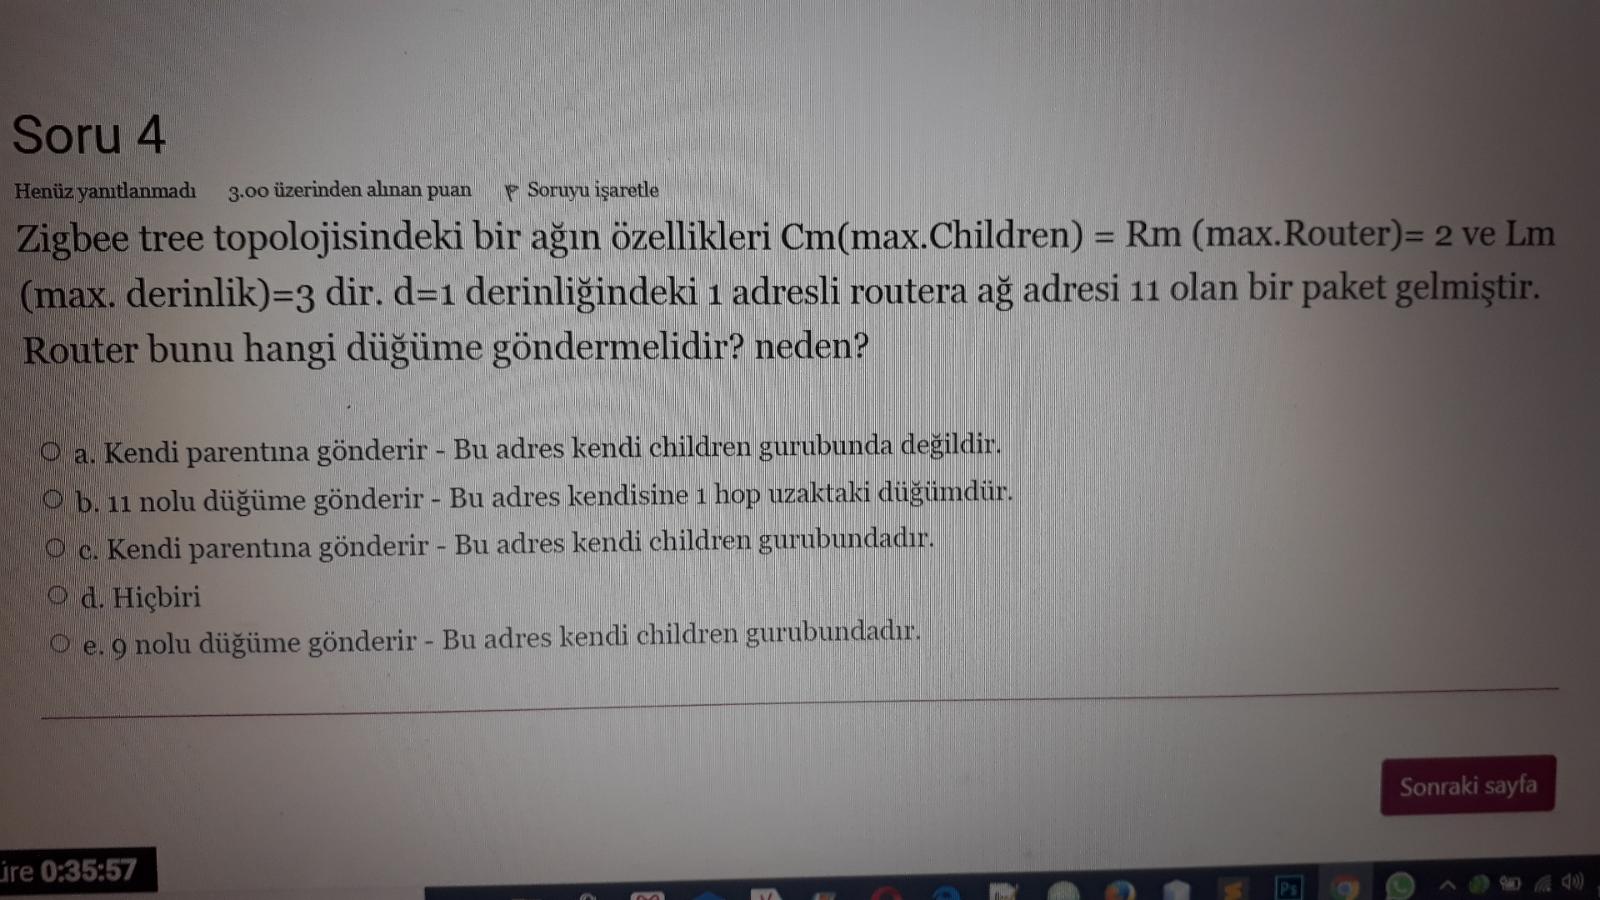 Soru 4
Henüz yanıtlanmadı 3.00 üzerinden alınan puan Soruyu işaretle
Zigbee tree topolojisindeki bir ağın özellikleri Cm(max.Children) = Rm (max.Router)= 2 ve Lm
(max. derinlik)=3 dir. d=1 derinliğindeki 1 adresli routera ağ adresi 11 olan bir paket gelmiştir.
Router bunu hangi düğüme göndermelidir? neden?
a. Kendi parentına gönderir - Bu adres kendi children gurubunda değildir.
b. 11 nolu düğüme gönderir - Bu adres kendisine 1 hop uzaktaki düğümdür.
c. Kendi parentına gönderir - Bu adres kendi children gurubundadır.
d. Hiçbiri
e. 9 nolu düğüme gönderir - Bu adres kendi children gurubundadır.
Sonraki sayfa
üre 0:35:57
Ps